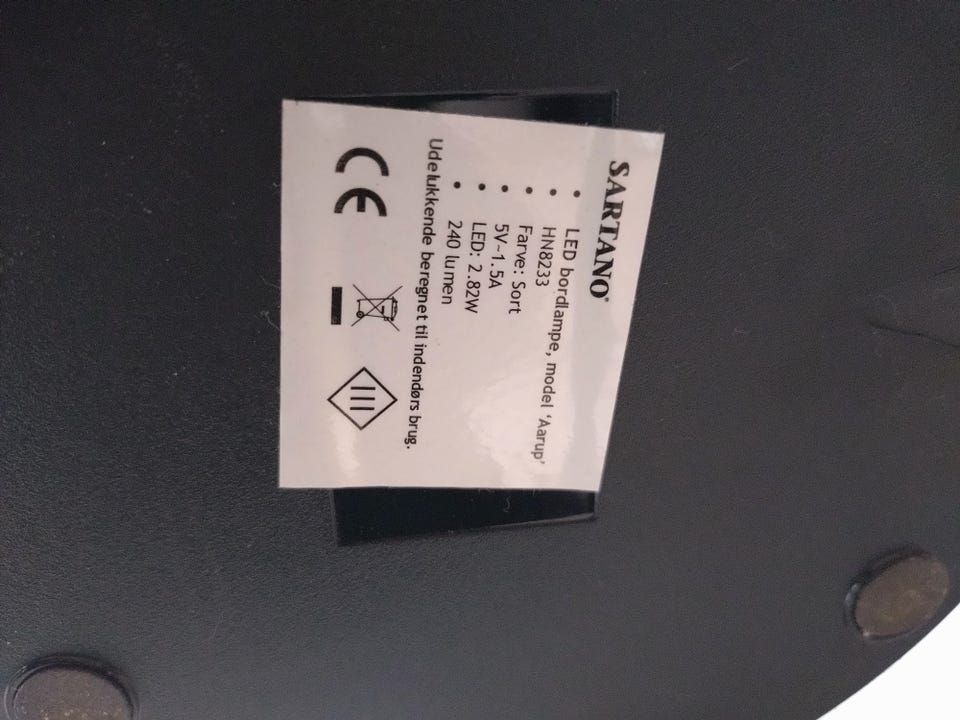 SARTANO®
• LED bordlampe, model ‘Aarup’
• HN8233
• Farve: Sort
• 5V~1.5A
• LED: 2.82W
• 240 lumen
Udelukkende beregnet til indendørs brug.
CE